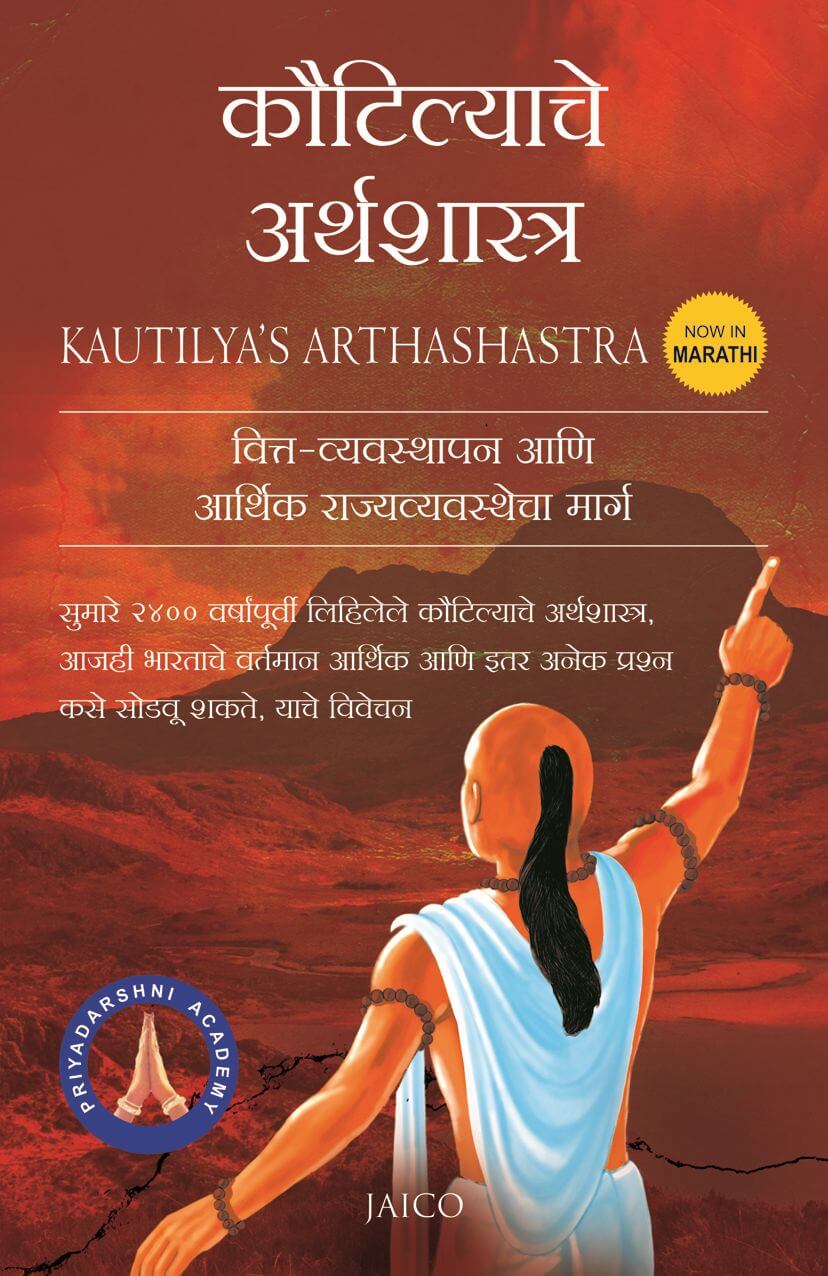 कौटिल्याचे
अर्थशास्त्र
KAUTILYA'S ARTHASHASTRA
NOW IN
MARATHI
वित्त-व्यवस्थापन आणि
आर्थिक राज्यव्यवस्थेचा मार्ग
सुमारे २४०० वर्षांपूर्वी लिहिलेले कौटिल्याचे अर्थशास्त्र,
आजही भारताचे वर्तमान आर्थिक आणि इतर अनेक प्रश्न
कसे सोडवू शकते, याचे विवेचन
PRIYADARSHNI ACADEMY
JAICO